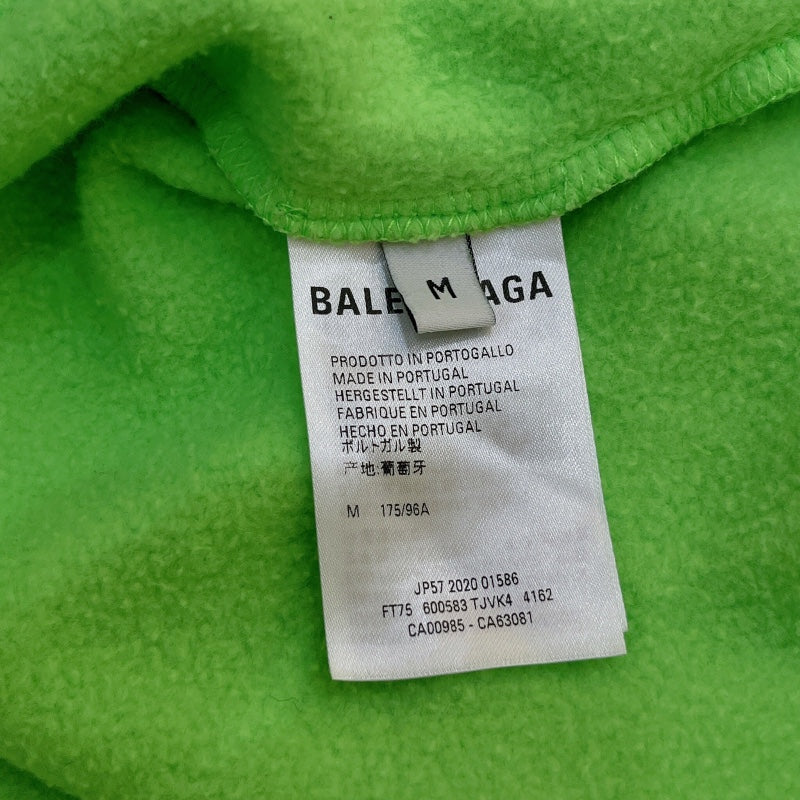 BALE AGA
M
PRODOTTO IN PORTOGALLO
MADE IN PORTUGAL
HERGESTELLT IN PORTUGAL
FABRIQUE EN PORTUGAL
HECHO EN PORTUGAL
ポルトガル製
产地:葡萄牙
M 175/96A
JP57 2020 01586
FT75 600583 TJVK4 4162
CA00985 - CA63081